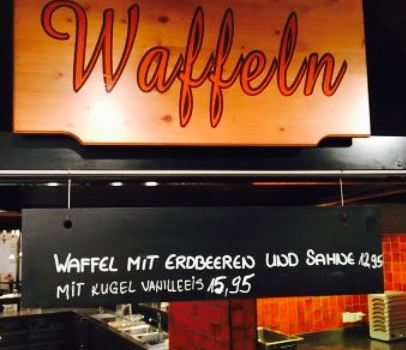 Waffeln
WAFFEL MIT ERDBEEREN UND SAHNE 12,95
MIT KUGEL VANILLEEIS 15,95